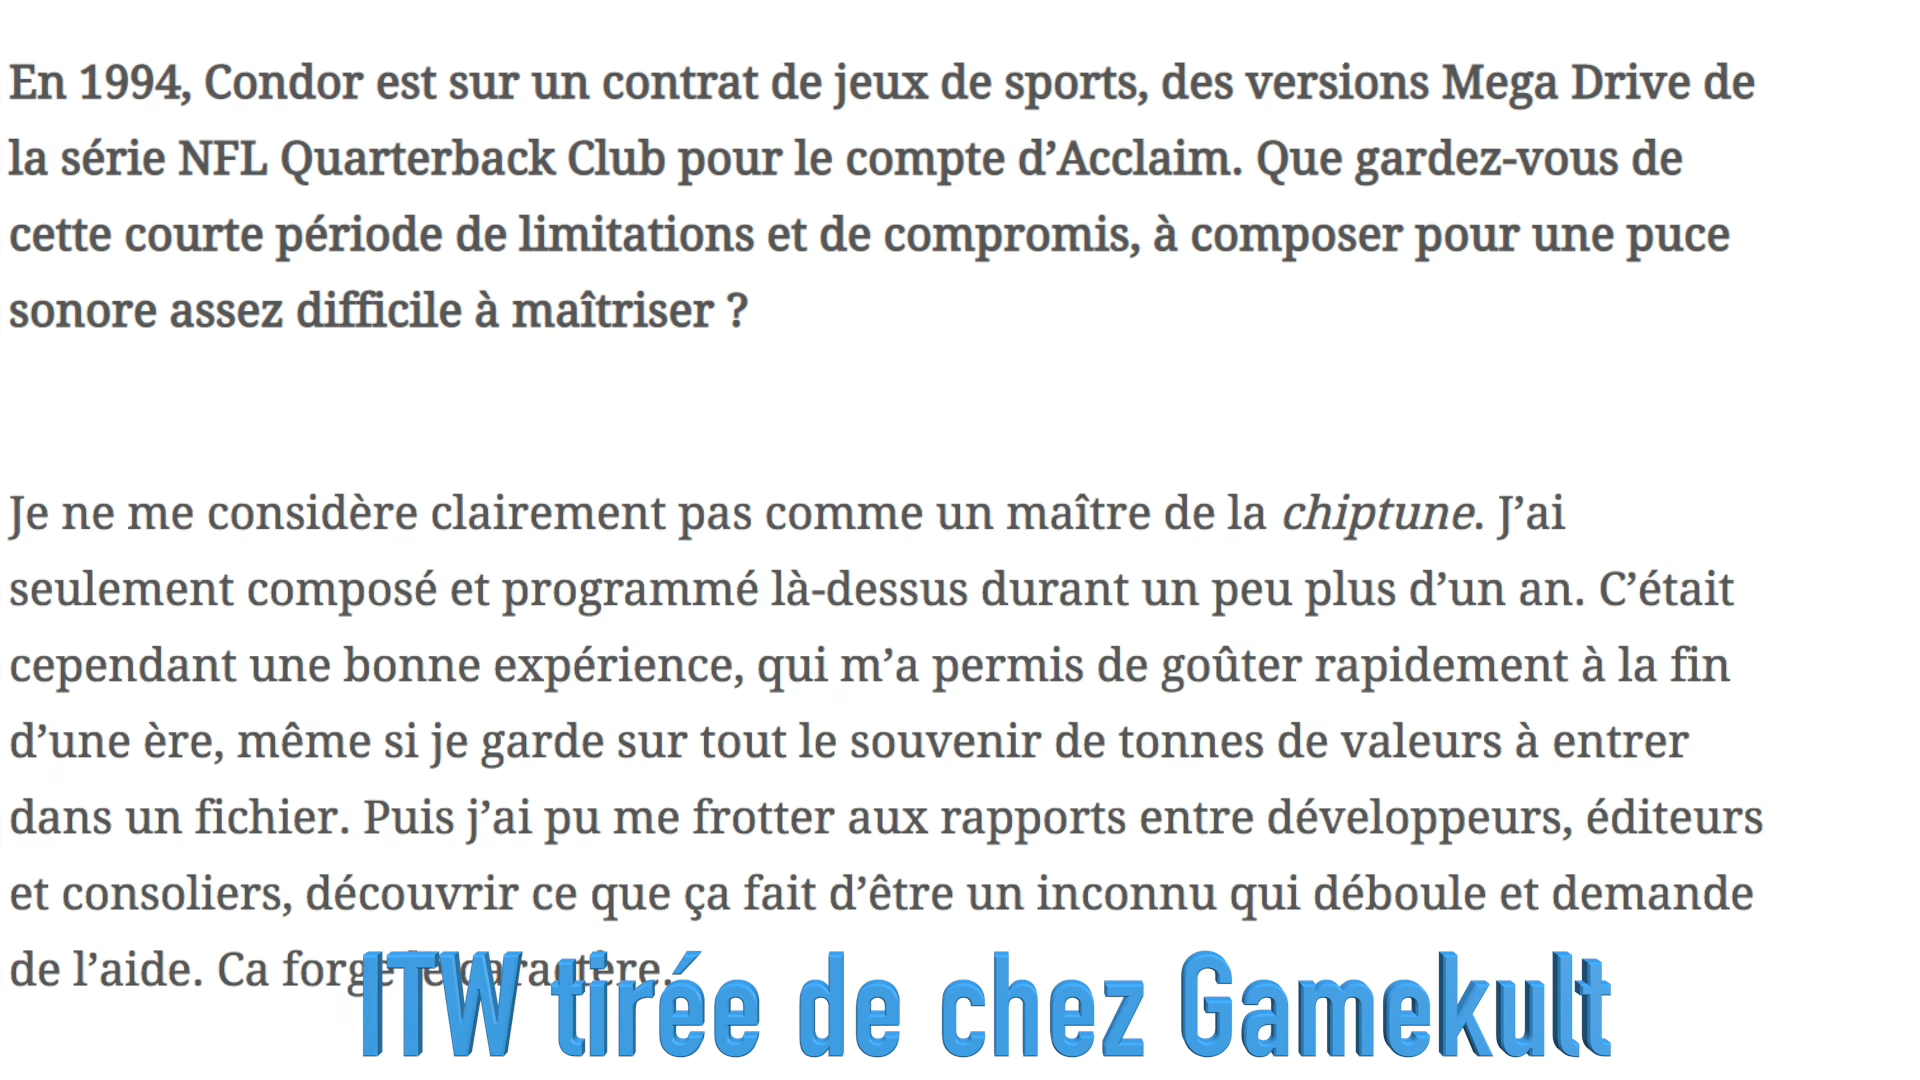 En 1994, Condor est sur un contrat de jeux de sports, des versions Mega Drive de
la série NFL Quarterback Club pour le compte d’Acclaim. Que gardez-vous de
cette courte période de limitations et de compromis, à composer pour une puce
sonore assez difficile à maîtriser ?
Je ne me considère clairement pas comme un maître de la chiptune. J’ai
seulement composé et programmé là-dessus durant un peu plus d’un an. C’était
cependant une bonne expérience, qui m’a permis de goûter rapidement à la fin
d’une ère, même si je garde sur tout le souvenir de tonnes de valeurs à entrer
dans un fichier. Puis j’ai pu me frotter aux rapports entre développeurs, éditeurs
et consoliers, découvrir ce que ça fait d’être un inconnu qui déboule et demande
de l’aide. Ca forge le caractère.
ITW tirée de chez Gamekult